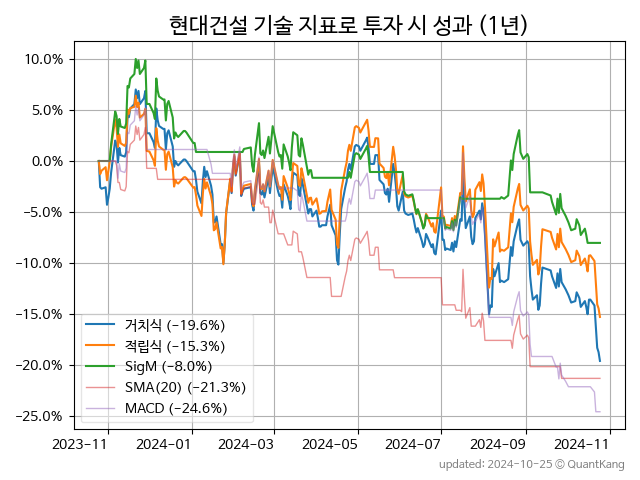 현대건설 기술 지표로 투자 시 성과 (1년)
10.0%
5.0%
0.0%
−5.0%
−10.0%
−15.0%
−20.0%
−25.0%
거치식 (−19.6%)
적립식 (−15.3%)
SigM (−8.0%)
SMA(20) (−21.3%)
MACD (−24.6%)
2023−11
2024−01
2024−03
2024−05
2024−07
2024−09
2024−11
updated: 2024-10-25 © QuantKang